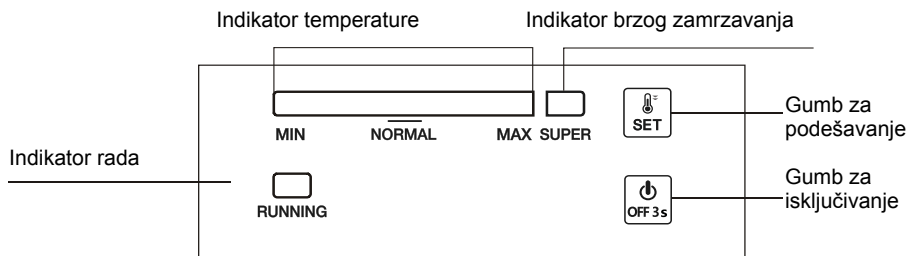 Indikator temperature
Indikator brzog zamrzavanja
MIN
NORMAL
MAX
SUPER
SET
Gumb za
podešavanje
Indikator rada
RUNNING
OFF 3s
Gumb za
isključivanje